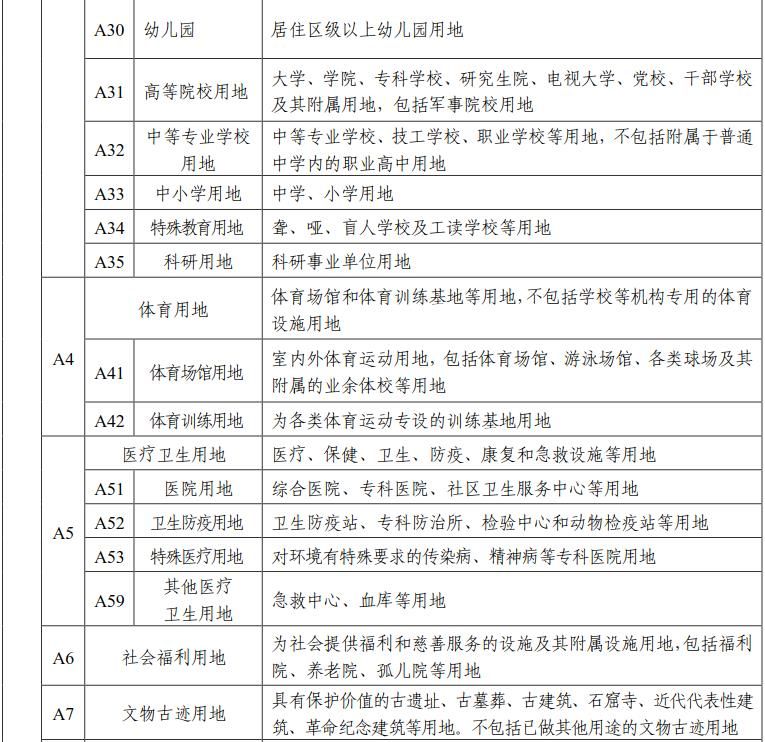 A30 幼儿园 居住区级以上幼儿园用地
A31 高等院校用地 大学、学院、专科学校、研究生院、电视大学、党校、干部学校
及其附属用地，包括军事院校用地
A32 中等专业学校
用地
中等专业学校、技工学校、职业学校等用地，不包括附属于普通
中学内的职业高中用地
A33 中小学用地 中学、小学用地
A34 特殊教育用地 聋、哑、盲人学校及工读学校等用地
A35 科研用地 科研事业单位用地
A4
体育用地 体育场馆和体育训练基地等用地，不包括学校等机构专用的体育
设施用地
A41 体育场馆用地 室内外体育运动用地，包括体育场馆、游泳场馆、各类球场及其
附属的业余体校等用地
A42 体育训练用地 为各类体育运动专设的训练基地用地
A5
医疗卫生用地 医疗、保健、卫生、防疫、康复和急救设施等用地
A51 医院用地 综合医院、专科医院、社区卫生服务中心等用地
A52 卫生防疫用地 卫生防疫站、专科防治所、检验中心和动物检疫站等用地
A53 特殊医疗用地 对环境有特殊要求的传染病、精神病等专科医院用地
A59 其他医疗
卫生用地
急救中心、血库等用地
A6 社会福利用地 为社会提供福利和慈善服务的设施及其附属设施用地，包括福利
院、养老院、孤儿院等用地
A7 文物古迹用地 具有保护价值的古遗址、古墓葬、古建筑、石窟寺、近代代表性建
筑、革命纪念建筑等用地。不包括已做其他用途的文物古迹用地